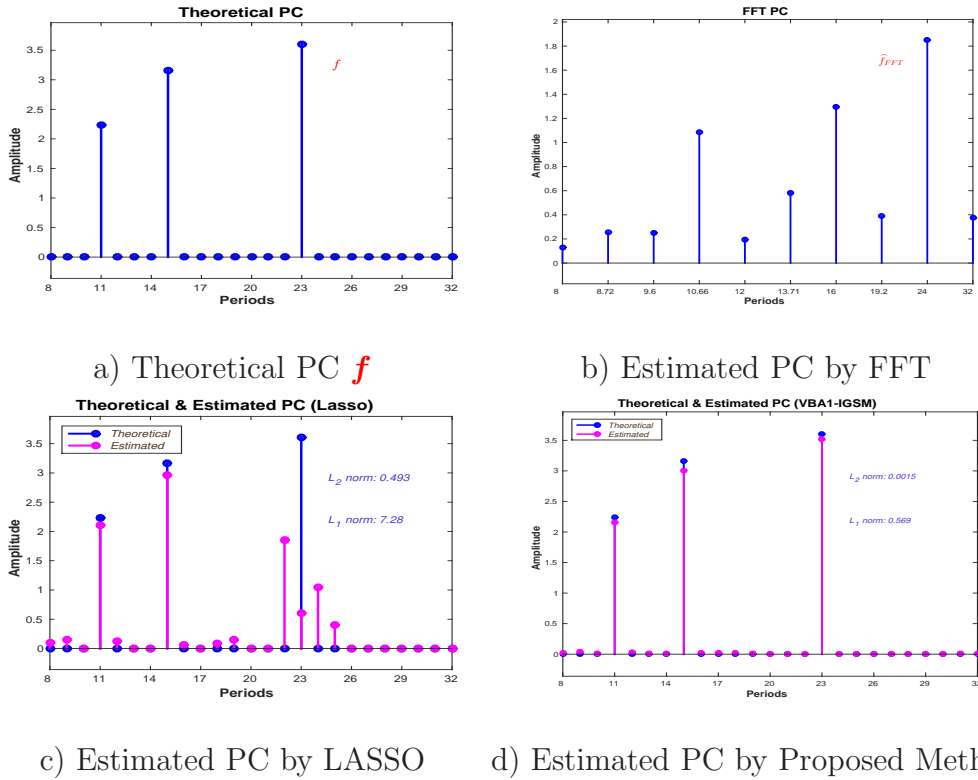 Theoretical PC
f
3.5
3
2.5
2
1.5
1
0.5
0
Amplitude
8 11 14 17 20 23 26 29 32
Periods
a) Theoretical PC f
FFT PC
f̂FFT
2
1.8
1.6
1.4
1.2
1
0.8
0.6
0.4
0.2
0
Amplitude
8 8.72 9.6 10.66 12 13.71 16 19.2 24 32
Periods
b) Estimated PC by FFT
Theoretical & Estimated PC (Lasso)
Theoretical
Estimated
L2 norm: 0.493
L1 norm: 7.28
3.5
3
2.5
2
1.5
1
0.5
0
Amplitude
8 11 14 17 20 23 26 29 32
Periods
c) Estimated PC by LASSO
Theoretical & Estimated PC (VBA1-IGSM)
Theoretical
Estimated
L2 norm: 0.0015
L1 norm: 0.569
3.5
3
2.5
2
1.5
1
0.5
0
Amplitude
8 11 14 17 20 23 26 29 32
Periods
d) Estimated PC by Proposed Meth